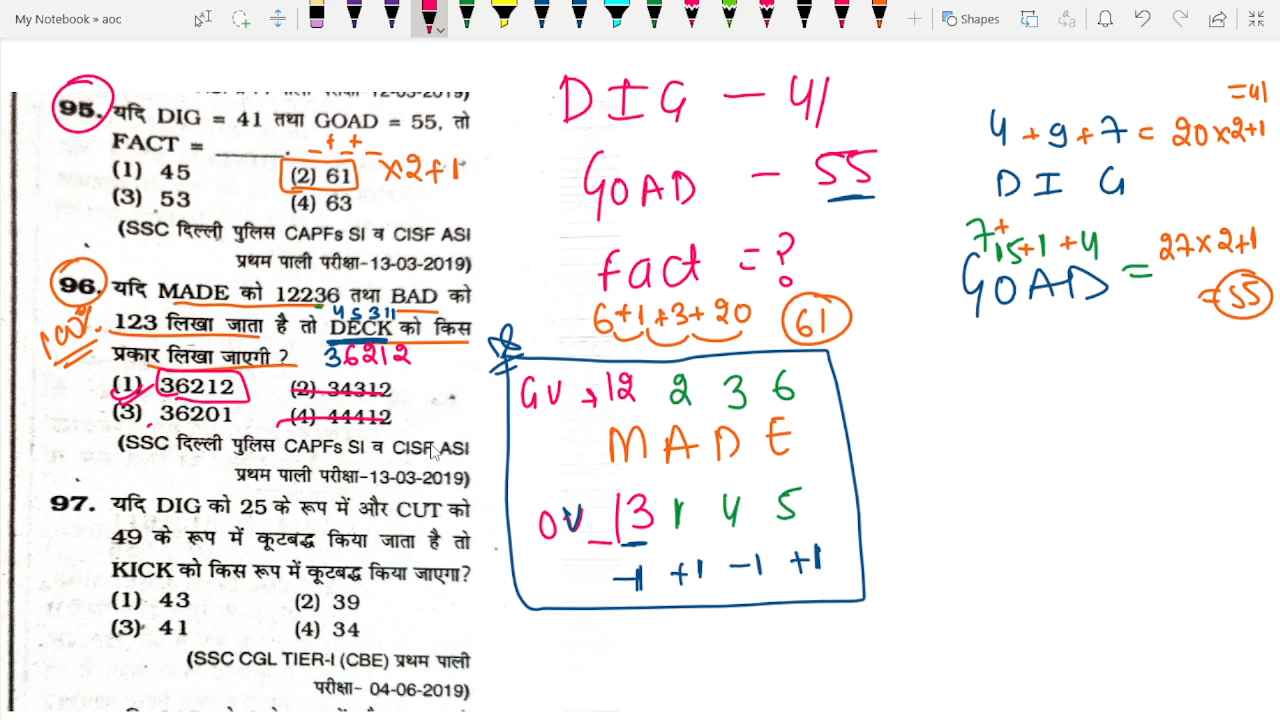 My Notebook » aoc
Shapes
95. यदि DIG = 41 तथा GOAD = 55, तो
FACT = ______.
_+_+_ ×2+1
(1) 45 (2) 61
(3) 53 (4) 63
(SSC दिल्ली पुलिस CAPFs SI व CISF ASI
प्रथम पाली परीक्षा-13-03-2019)
96. यदि MADE को 12236 तथा BAD को
4 5 3 11
123 लिखा जाता है तो DECK को किस
100%
प्रकार लिखा जाएगी ? 36212
(1) 36212 (2) 34312
(3) 36201 (4) 44412
(SSC दिल्ली पुलिस CAPFs SI व CISF ASI
प्रथम पाली परीक्षा-13-03-2019)
97. यदि DIG को 25 के रूप में और CUT को
49 के रूप में कूटबद्ध किया जाता है तो
KICK को किस रूप में कूटबद्ध किया जाएगा?
(1) 43 (2) 39
(3) 41 (4) 34
(SSC CGL TIER-I (CBE) प्रथम पाली
परीक्षा- 04-06-2019)
DIG - 41
GOAD - 55
fact = ?
6+1+3+20 61
GV → 12 2 3 6
MADE
OV 13 1 4 5
-1 +1 -1 +1
=41
4+9+7= 20×2+1
D I G
7+15+1+4 27×2+1
GOAD = =55